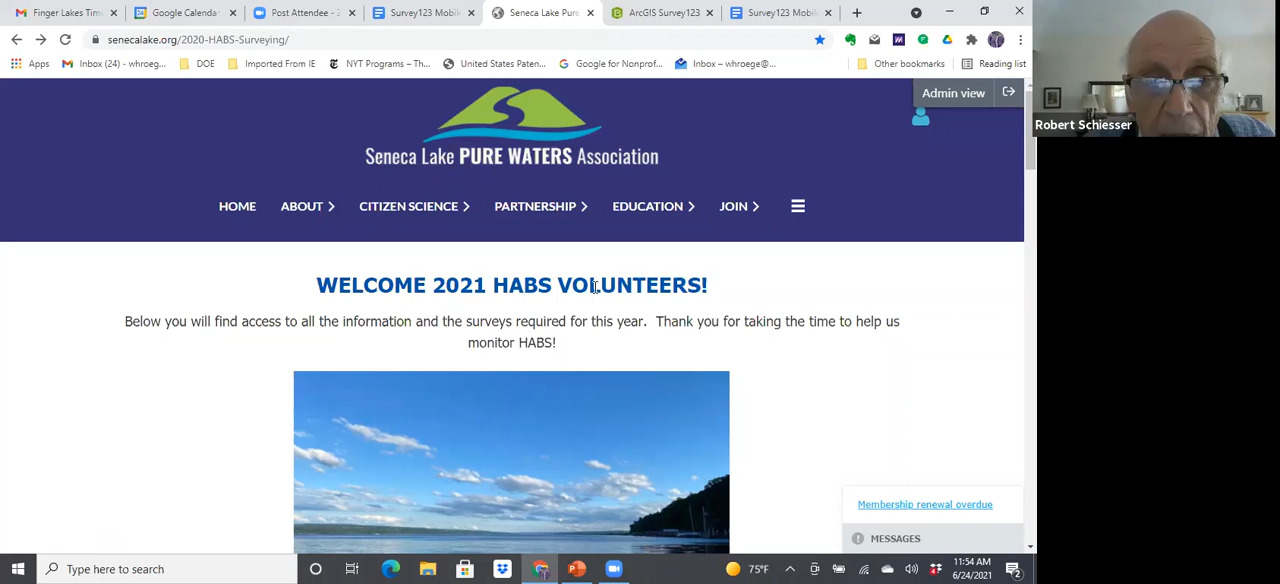 Finger Lakes Tim
Google Calenda
Post Attendee - 2
Survey123 Mobil
Seneca Lake Pur
ArcGIS Survey123
Survey123 Mobil
senecalake.org/2020-HABS-Surveying/
Apps
Inbox (24) - whroeg...
DOE
Imported From IE
NYT Programs – Th...
United States Paten...
Google for Nonprof...
Inbox – whroege@...
Other bookmarks
Reading list
Admin view
Robert Schiesser
Seneca Lake PURE WATERS Association
HOME
ABOUT
CITIZEN SCIENCE
PARTNERSHIP
EDUCATION
JOIN
WELCOME 2021 HABS VOLUNTEERS!
Below you will find access to all the information and the surveys required for this year. Thank you for taking the time to help us
monitor HABS!
Membership renewal overdue
MESSAGES
Type here to search
75°F
11:54 AM
6/24/2021
2